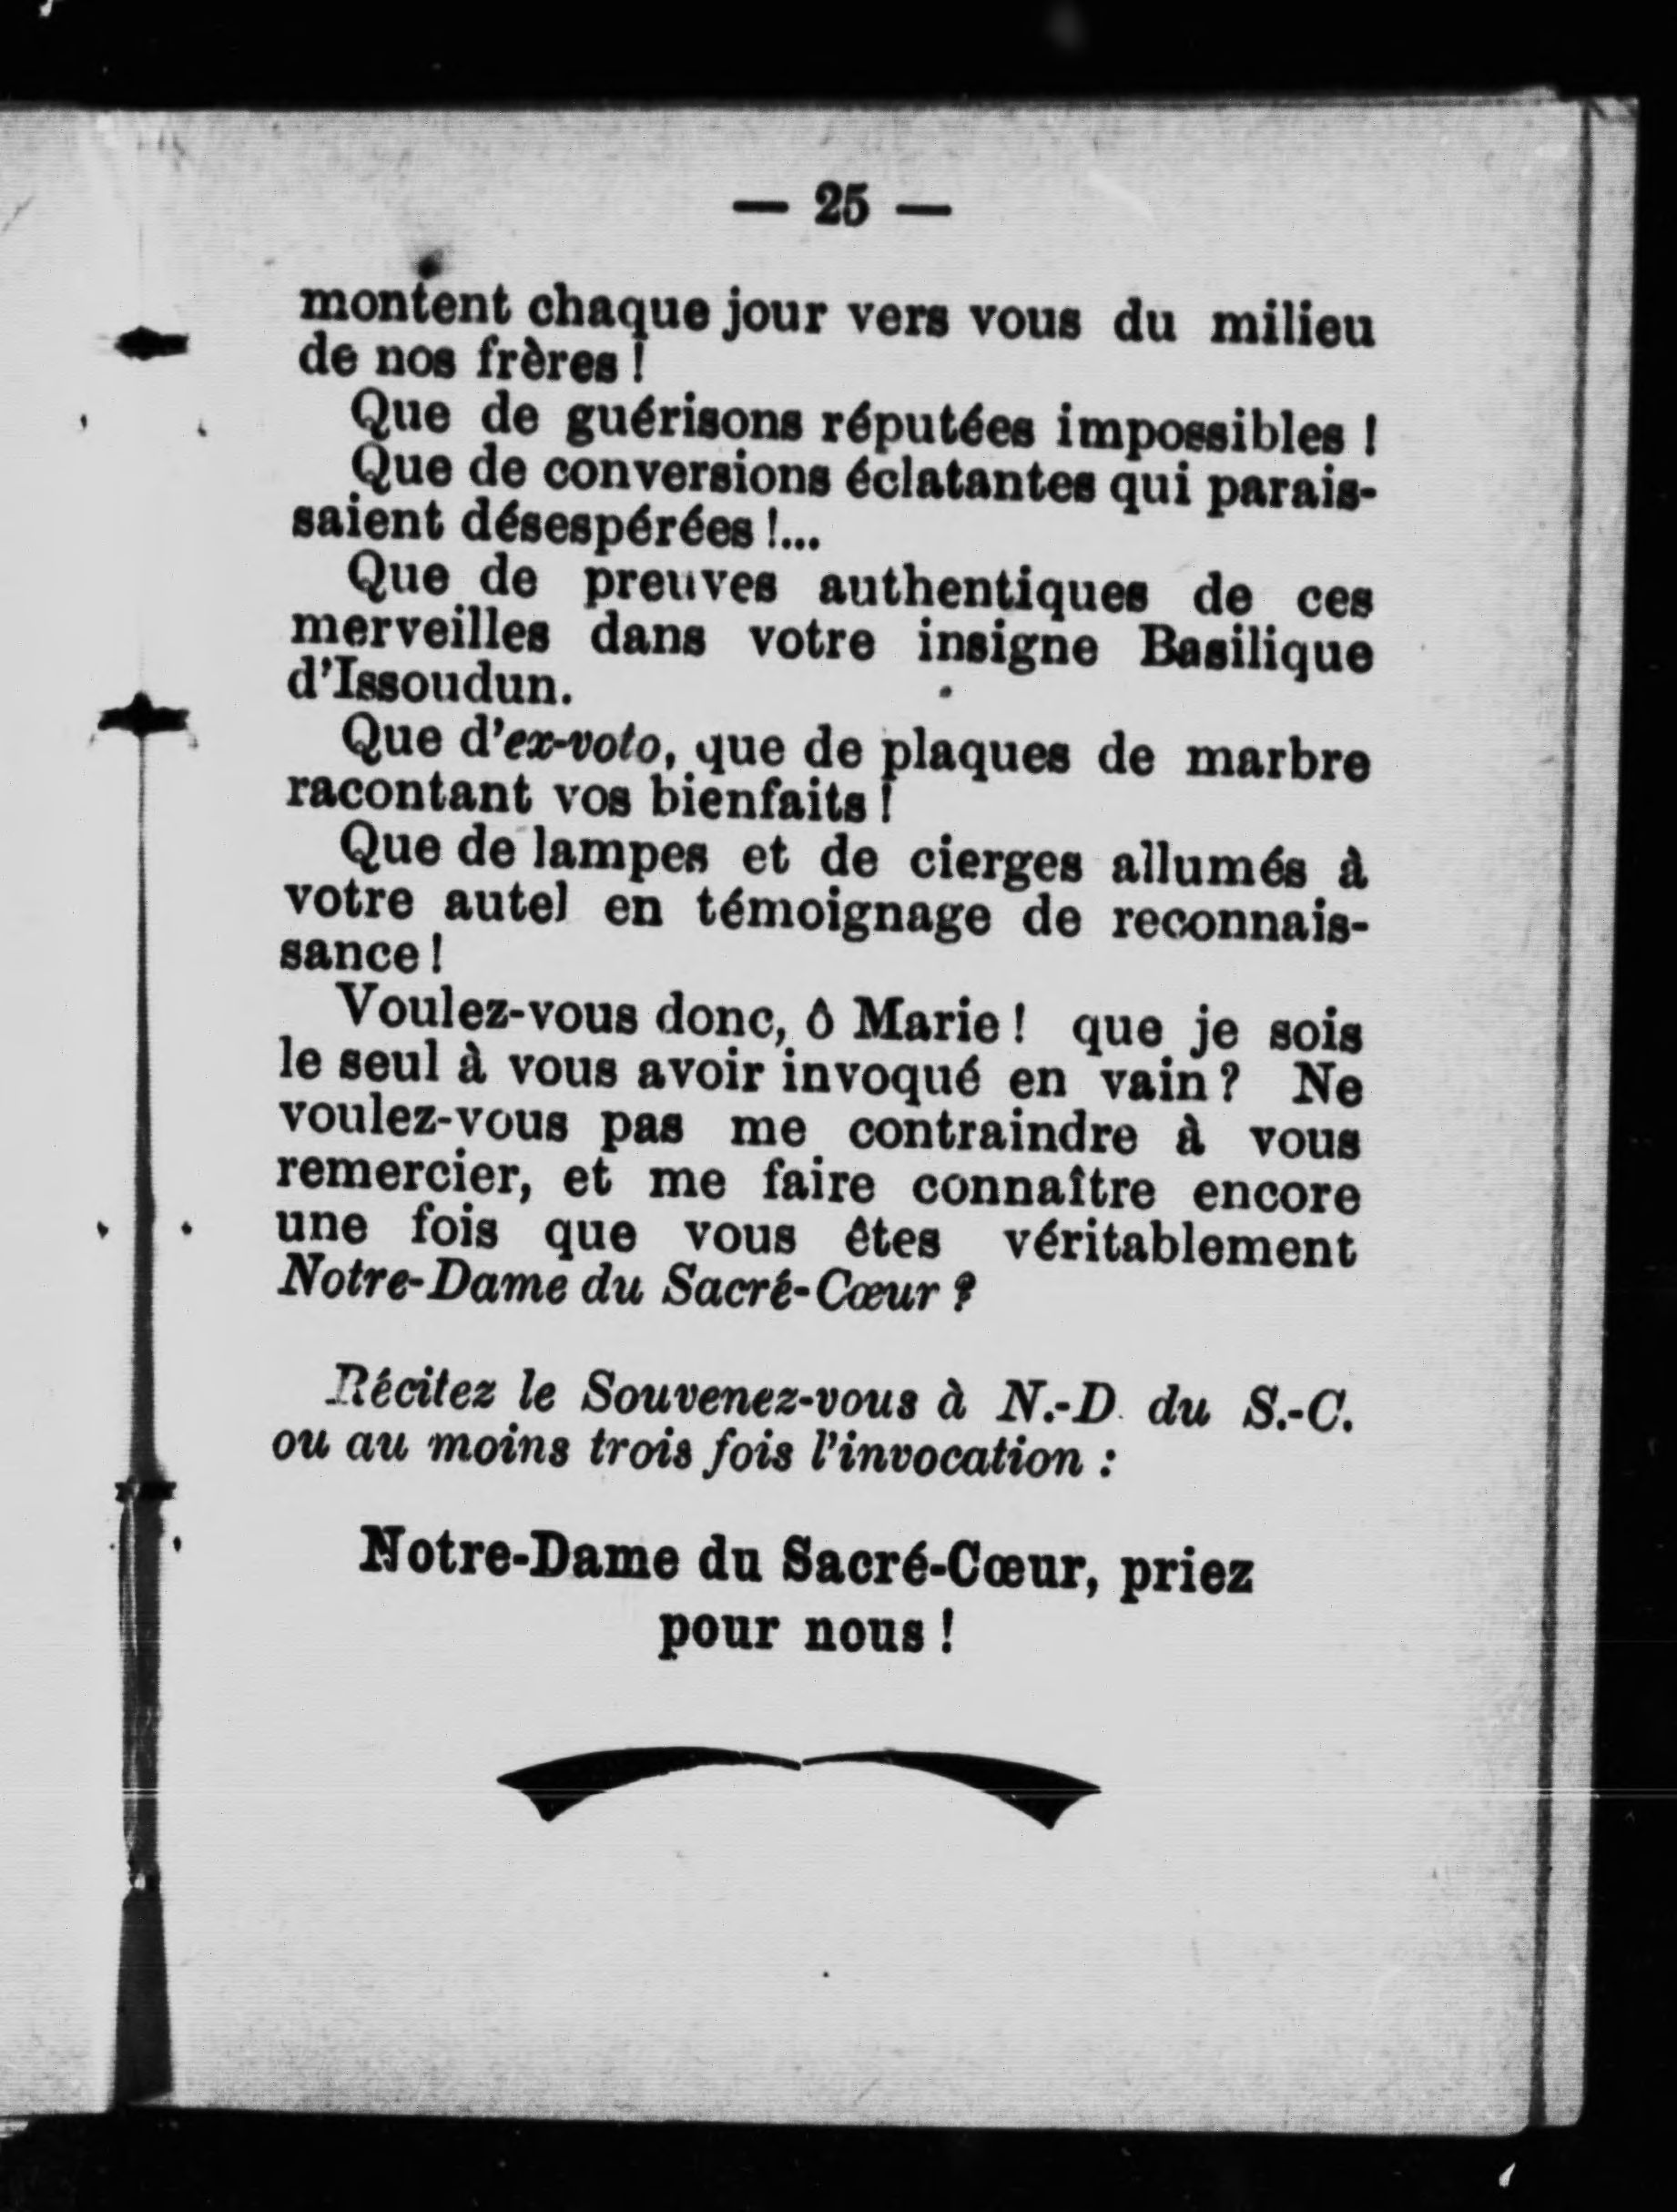 — 25 —
montent chaque jour vers vous du milieu
de nos frères !
Que de guérisons réputées impossibles !
Que de conversions éclatantes qui parais-
saient désespérées !...
Que de preuves authentiques de ces
merveilles dans votre insigne Basilique
d'Issoudun.
Que d'ex-voto, que de plaques de marbre
racontant vos bienfaits !
Que de lampes et de cierges allumés à
votre autel en témoignage de reconnais-
sance !
Voulez-vous donc, ô Marie ! que je sois
le seul à vous avoir invoqué en vain ? Ne
voulez-vous pas me contraindre à vous
remercier, et me faire connaître encore
une fois que vous êtes véritablement
Notre-Dame du Sacré-Cœur ?
Récitez le Souvenez-vous à N.-D. du S.-C.
ou au moins trois fois l'invocation :
Notre-Dame du Sacré-Cœur, priez
pour nous !